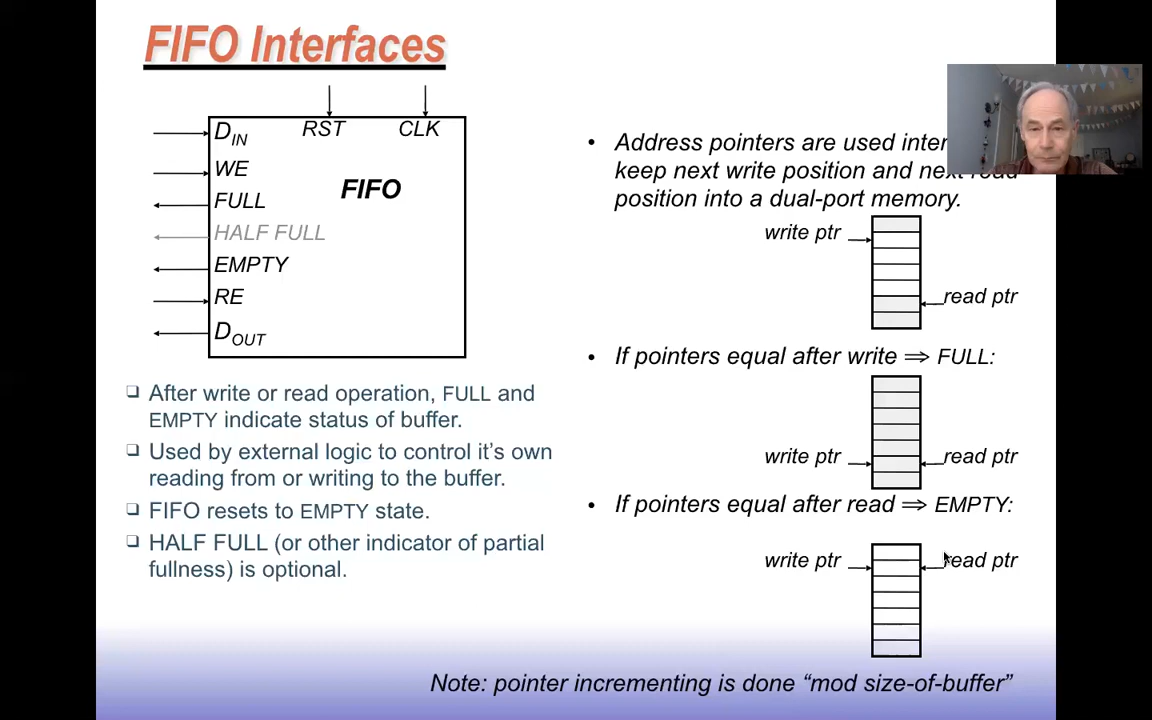 FIFO Interfaces
RST CLK
D_IN
WE
FIFO
FULL
HALF FULL
EMPTY
RE
D_OUT
❑ After write or read operation, FULL and
EMPTY indicate status of buffer.
❑ Used by external logic to control it's own
reading from or writing to the buffer.
❑ FIFO resets to EMPTY state.
❑ HALF FULL (or other indicator of partial
fullness) is optional.
• Address pointers are used
keep next write position and next
position into a dual-port memory.
write ptr
read ptr
• If pointers equal after write ⇒ FULL:
write ptr read ptr
• If pointers equal after read ⇒ EMPTY:
write ptr read ptr
Note: pointer incrementing is done “mod size-of-buffer”